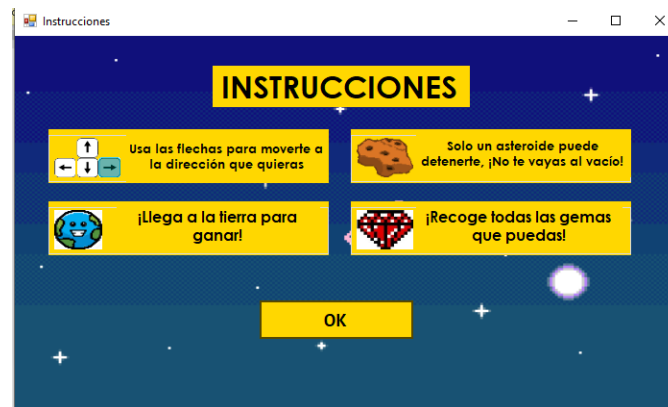 Instrucciones
INSTRUCCIONES
Usa las flechas para moverte a
la dirección que quieras
Solo un asteroide puede
detenerte, ¡No te vayas al vacío!
¡Llega a la tierra para
ganar!
¡Recoge todas las gemas
que puedas!
OK